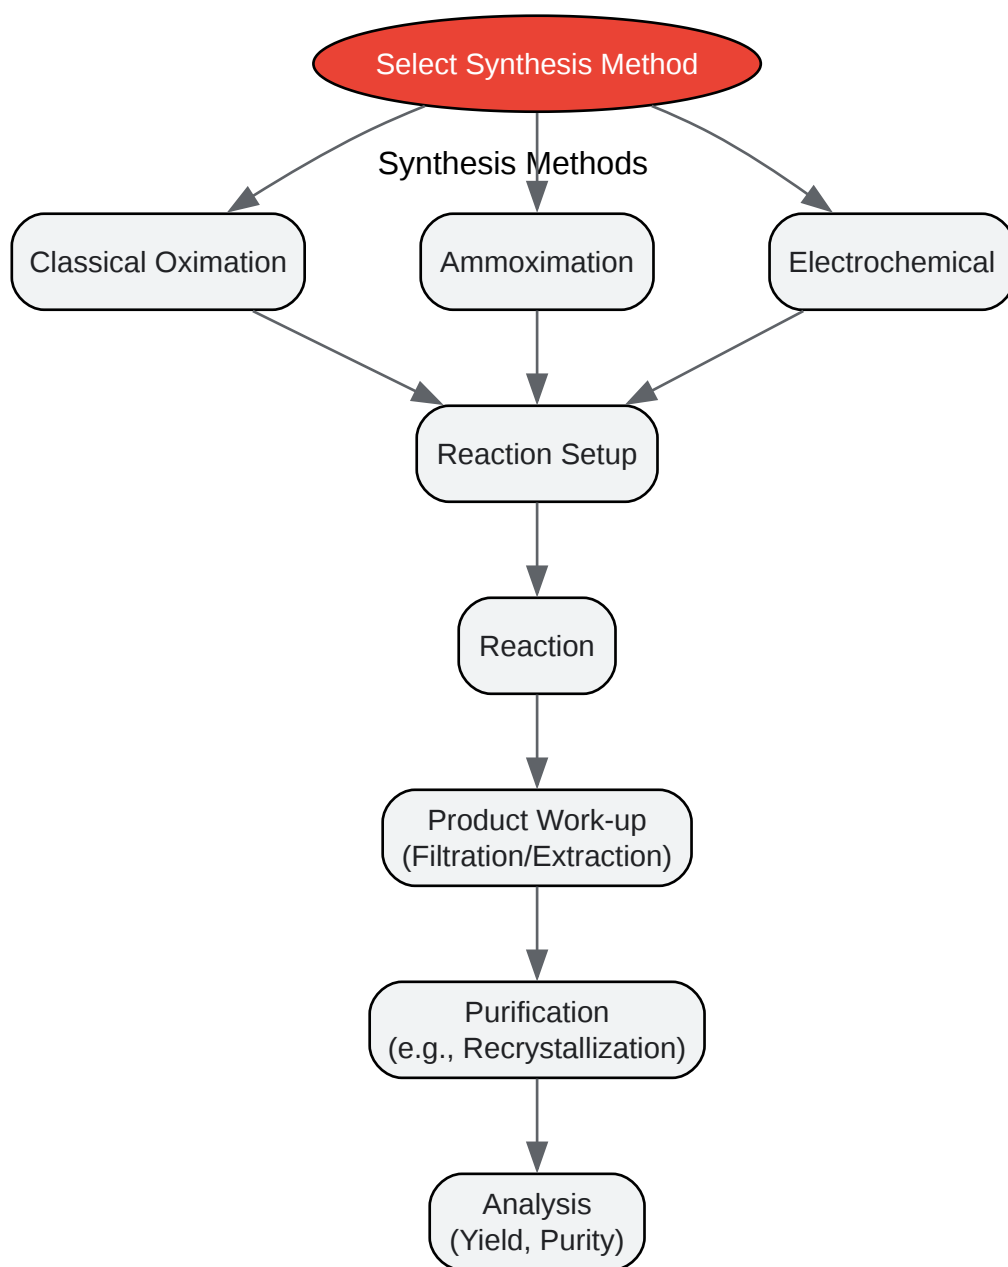 Select Synthesis Method
Synthesis Methods
Classical Oximation
Ammoximation
Electrochemical
Reaction Setup
Reaction
Product Work-up
(Filtration/Extraction)
Purification
(e.g., Recrystallization)
Analysis
(Yield, Purity)